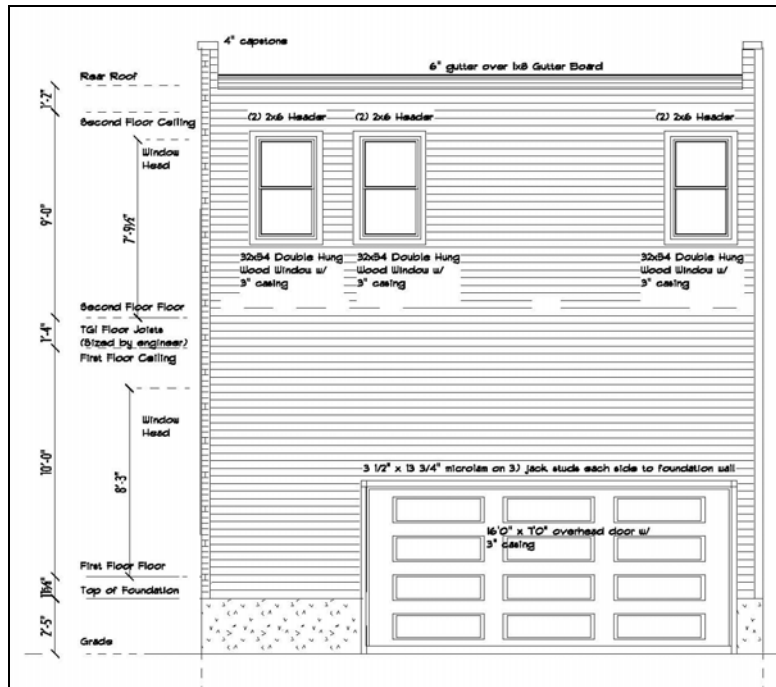 4" capstone
6" gutter over 1x8 Gutter Board
Rear Roof
1'-2"
Second Floor Ceiling
(2) 2x6 Header
(2) 2x6 Header
(2) 2x6 Header
Window
Head
9'-0"
7'-9½"
32x54 Double Hung
Wood Window w/
3" casing
32x54 Double Hung
Wood Window w/
3" casing
32x54 Double Hung
Wood Window w/
3" casing
Second Floor Floor
1'-4"
TGI Floor Joists
(Sized by engineer)
First Floor Ceiling
Window
Head
10'-0"
8'-3"
3 1/2" x 13 3/4" microlam on 3) jack studs each side to foundation wall
16'0" x 7'0" overhead door w/
3" casing
First Floor Floor
Top of Foundation
2'-5"
Grade